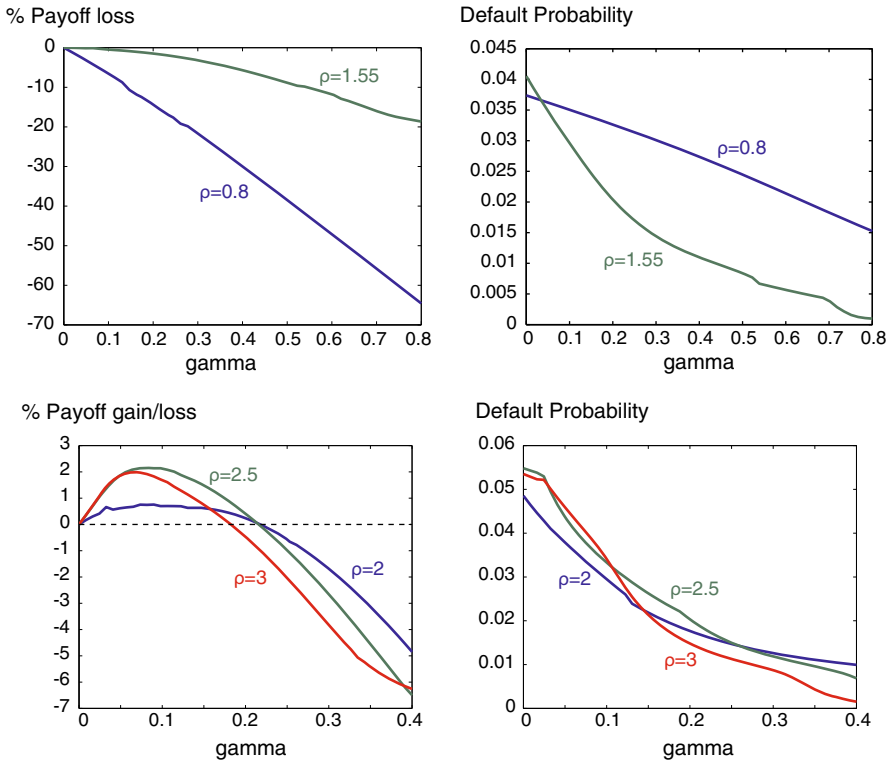 % Payoff loss
0
-10
-20
-30
-40
-50
-60
-70
0 0.1 0.2 0.3 0.4 0.5 0.6 0.7 0.8
gamma
ρ=1.55
ρ=0.8
Default Probability
0.045
0.04
0.035
0.03
0.025
0.02
0.015
0.01
0.005
0
0 0.1 0.2 0.3 0.4 0.5 0.6 0.7 0.8
gamma
ρ=0.8
ρ=1.55
% Payoff gain/loss
3
2
1
0
-1
-2
-3
-4
-5
-6
-7
0 0.1 0.2 0.3 0.4
gamma
ρ=2.5
ρ=2
ρ=3
Default Probability
0.06
0.05
0.04
0.03
0.02
0.01
0
0 0.1 0.2 0.3 0.4
gamma
ρ=2
ρ=2.5
ρ=3